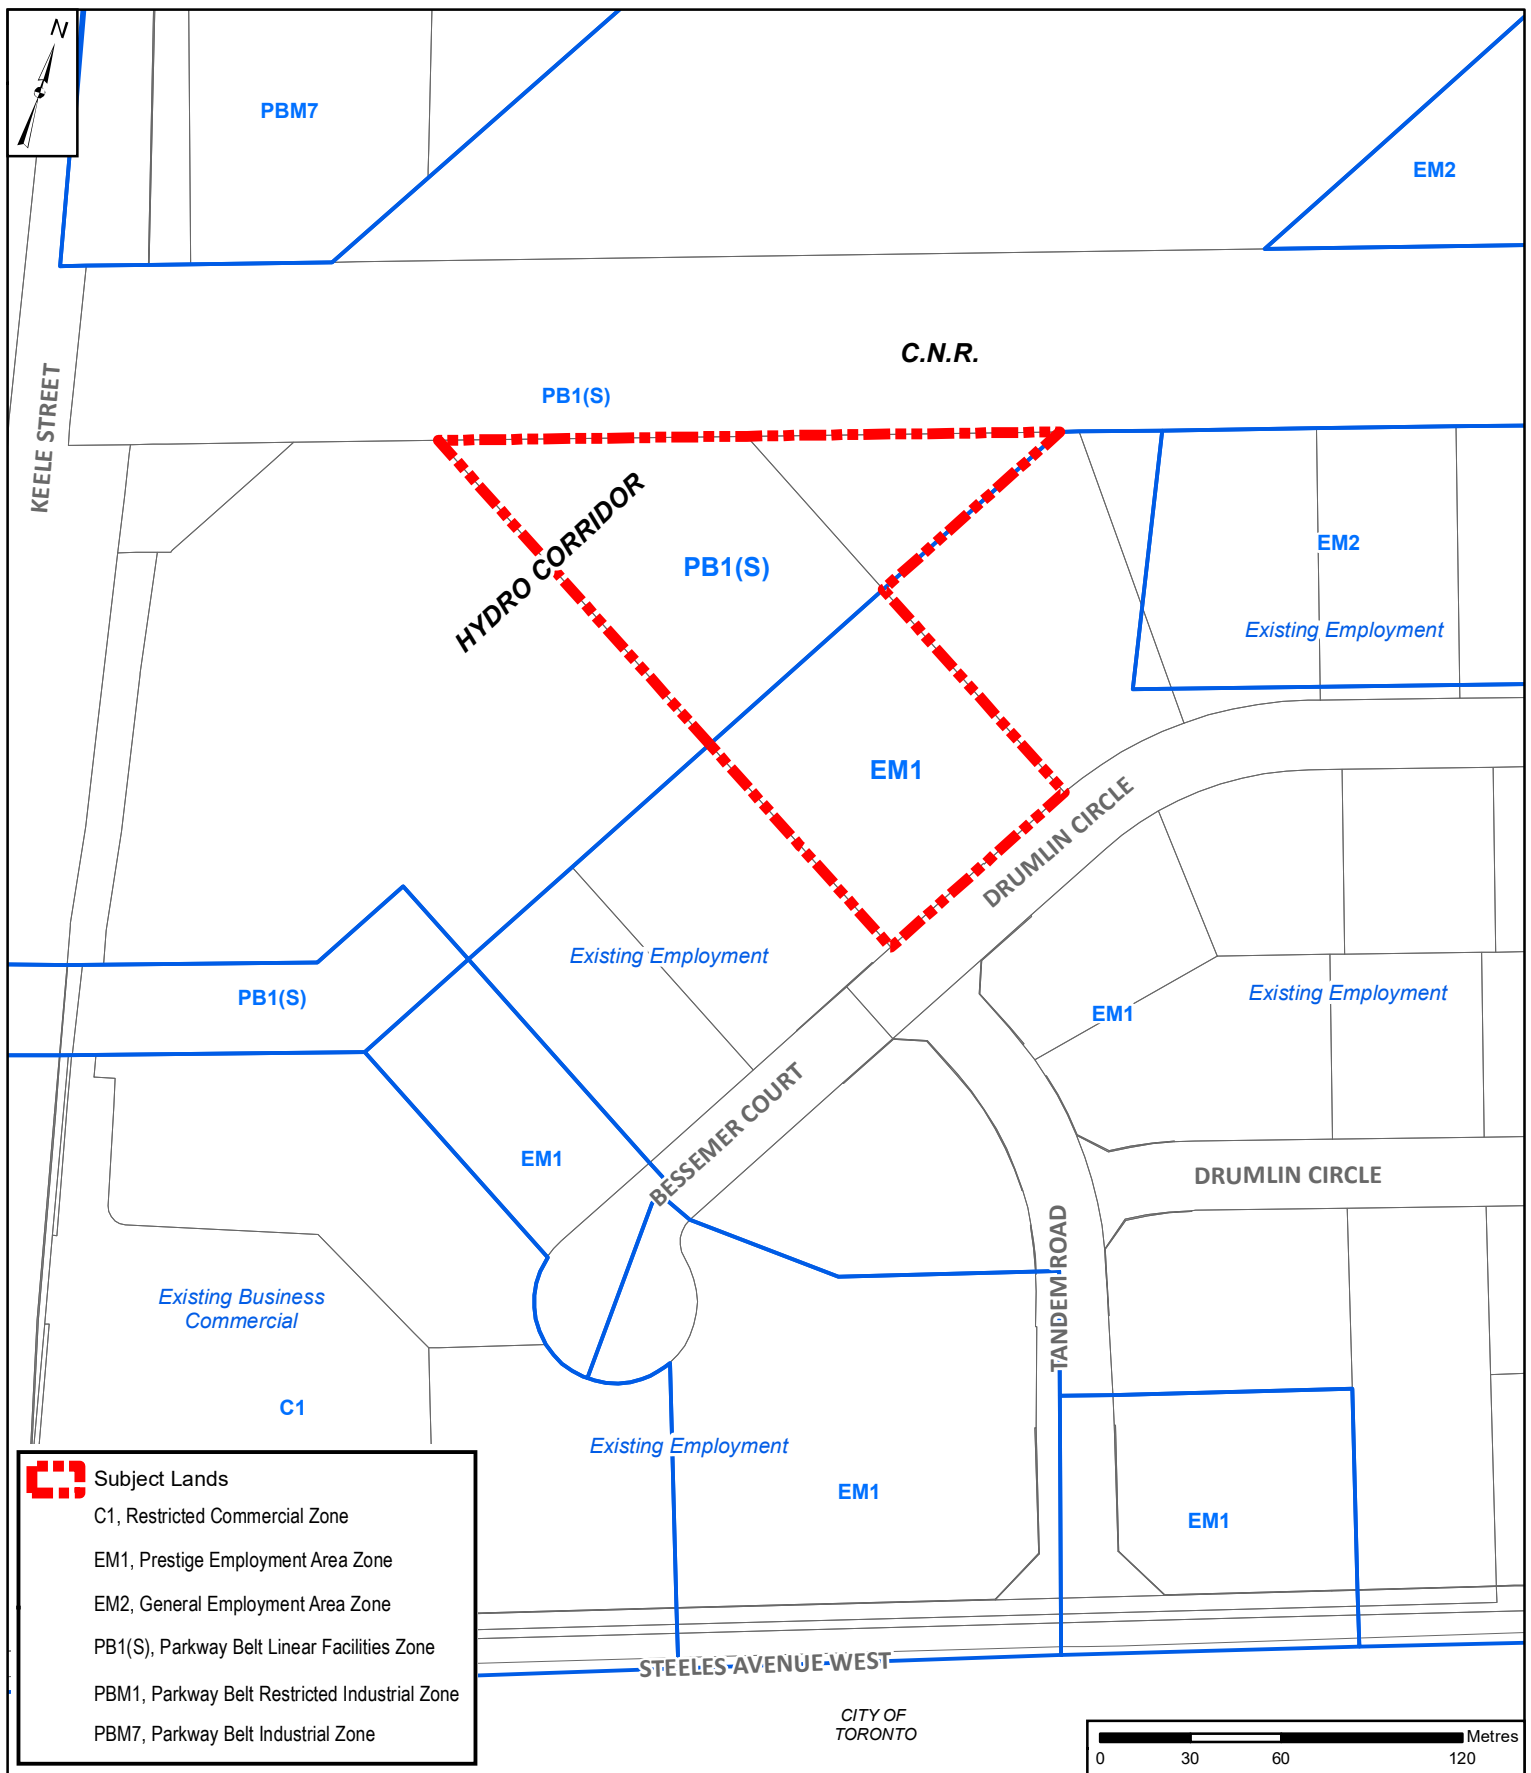 N
PBM7
EM2
C.N.R.
PB1(S)
KEELE STREET
HYDRO CORRIDOR
PB1(S)
EM2
Existing Employment
EM1
DRUMLIN CIRCLE
Existing Employment
PB1(S)
EM1
Existing Employment
BESSEMER COURT
EM1
DRUMLIN CIRCLE
TANDEM ROAD
Existing Business
Commercial
C1
Existing Employment
EM1
EM1
Subject Lands
C1, Restricted Commercial Zone
EM1, Prestige Employment Area Zone
EM2, General Employment Area Zone
PB1(S), Parkway Belt Linear Facilities Zone
PBM1, Parkway Belt Restricted Industrial Zone
PBM7, Parkway Belt Industrial Zone
STEELES AVENUE WEST
CITY OF
TORONTO
Metres
0 30 60 120